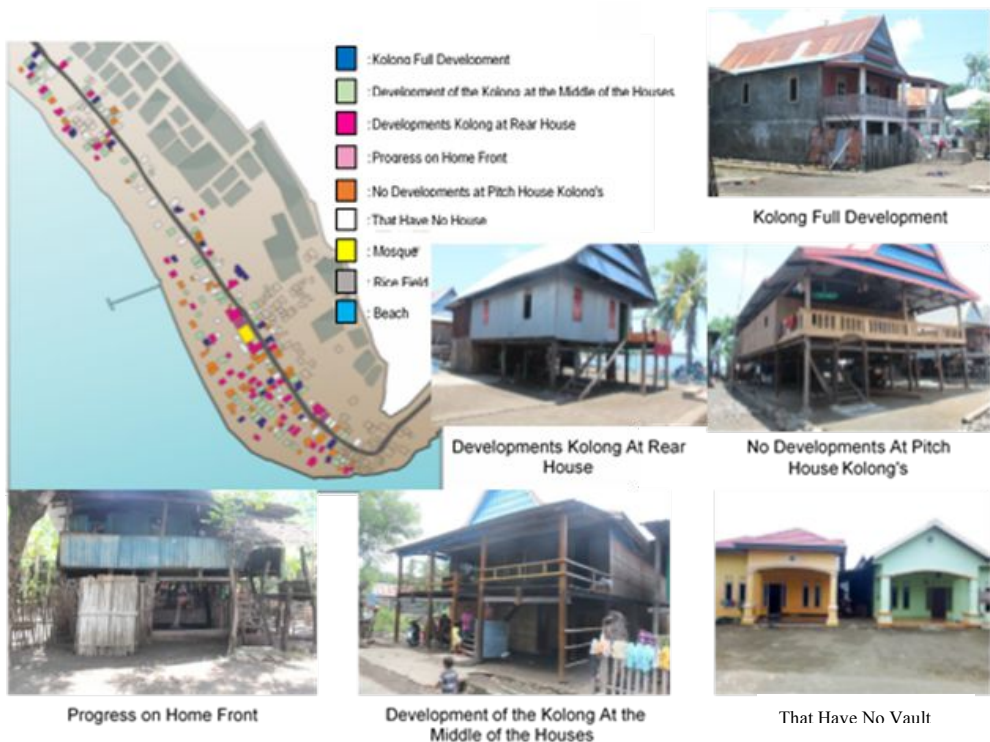 : Kolong Full Development
: Development of the Kolong at the Middle of the Houses
: Developments Kolong at Rear House
: Progress on Home Front
: No Developments at Pitch House Kolong's
: That Have No House
: Mosque
: Rice Field
: Beach
Kolong Full Development
Developments Kolong At Rear
House
No Developments At Pitch
House Kolong's
Progress on Home Front
Development of the Kolong At the
Middle of the Houses
That Have No Vault